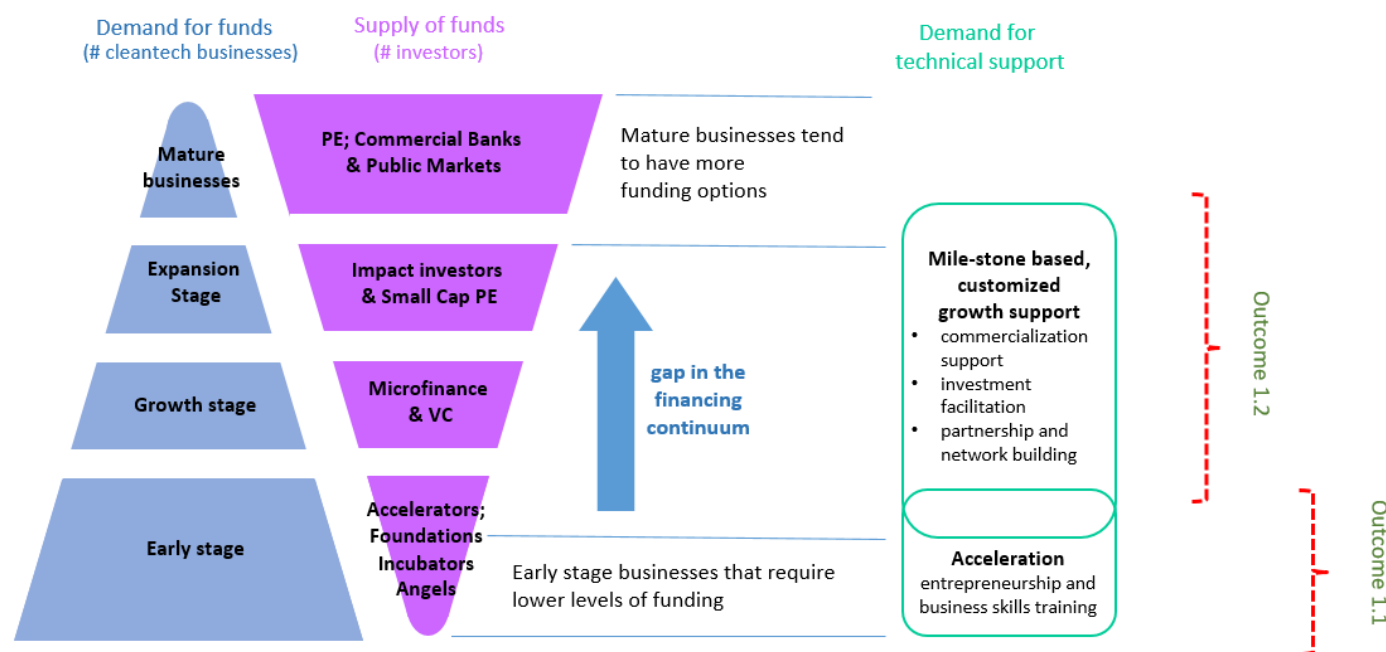 Demand for funds
(# cleantech businesses)
Supply of funds
(# investors)
Demand for
technical support
Mature
businesses
PE; Commercial Banks
& Public Markets
Mature businesses tend
to have more
funding options
Expansion
Stage
Impact investors
& Small Cap PE
Growth stage
Microfinance
& VC
gap in the
financing
continuum
Early stage
Accelerators;
Foundations
Incubators
Angels
Early stage businesses that require
lower levels of funding
Mile-stone based,
customized
growth support
• commercialization
support
• investment
facilitation
• partnership and
network building
Acceleration
entrepreneurship and
business skills training
Outcome 1.2
Outcome 1.1